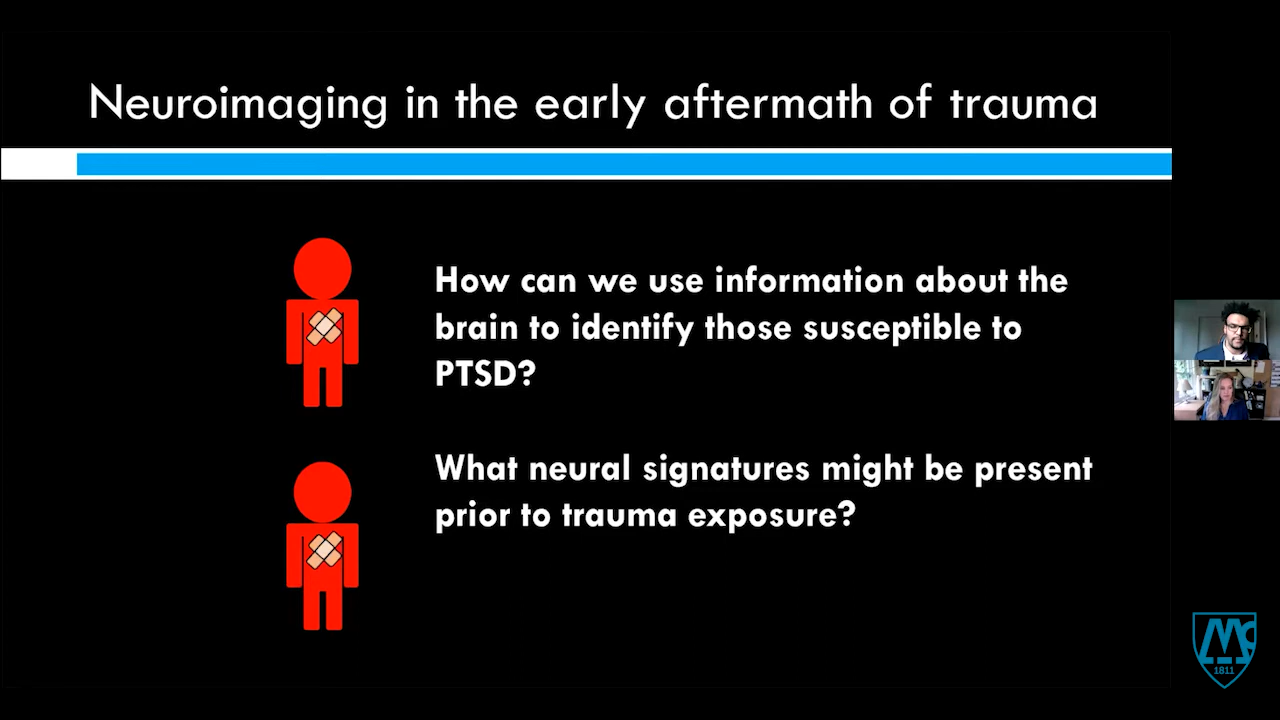 Neuroimaging in the early aftermath of trauma
How can we use information about the
brain to identify those susceptible to
PTSD?
What neural signatures might be present
prior to trauma exposure?
Mc
1811